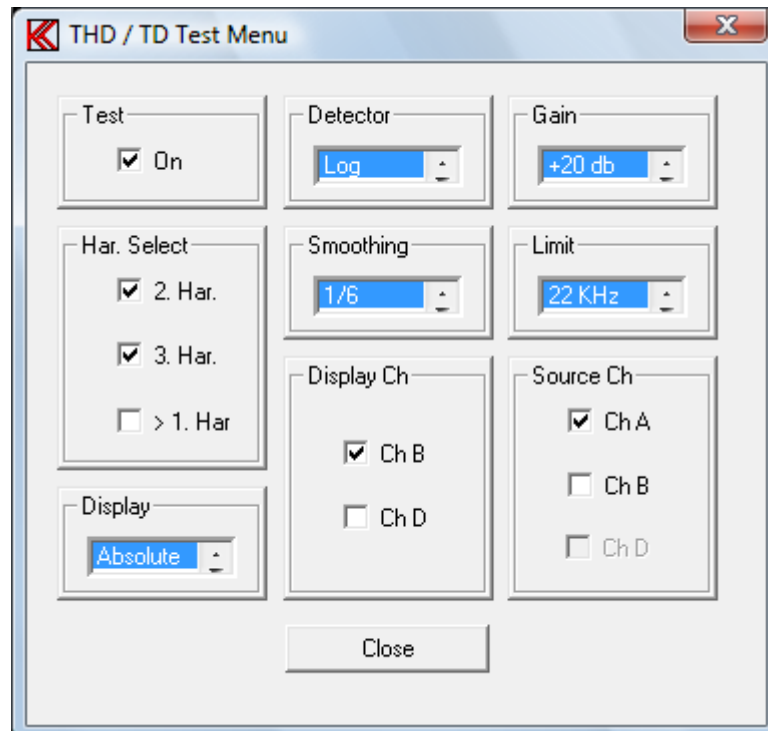 THD / TD Test Menu
Test
On
Detector
Log
Gain
+20 db
Har. Select
2. Har.
3. Har.
> 1. Har
Smoothing
1/6
Limit
22 KHz
Display Ch
Ch B
Ch D
Source Ch
Ch A
Ch B
Ch D
Display
Absolute
Close